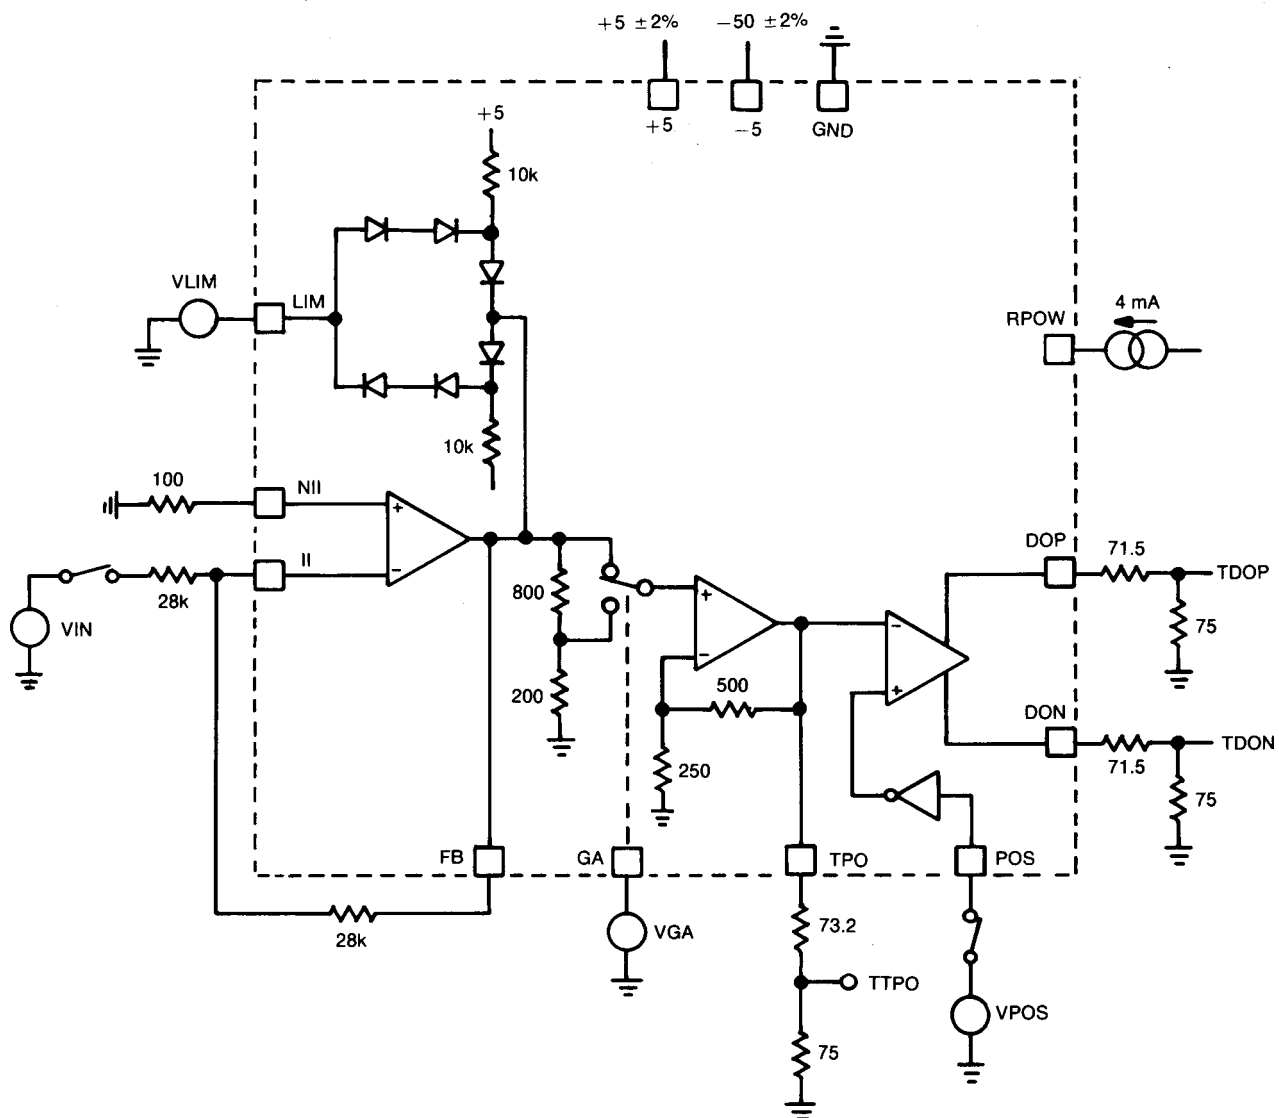 +5 ±2%
−50 ±2%
+5
−5
GND
+5
10k
VLIM
LIM
4 mA
RPOW
10k
100
NII
+
II
−
28k
VIN
800
200
+
−
500
250
−
+
DOP
71.5
TDOP
75
DON
71.5
TDON
75
FB
GA
TPO
POS
28k
VGA
73.2
TTPO
VPOS
75